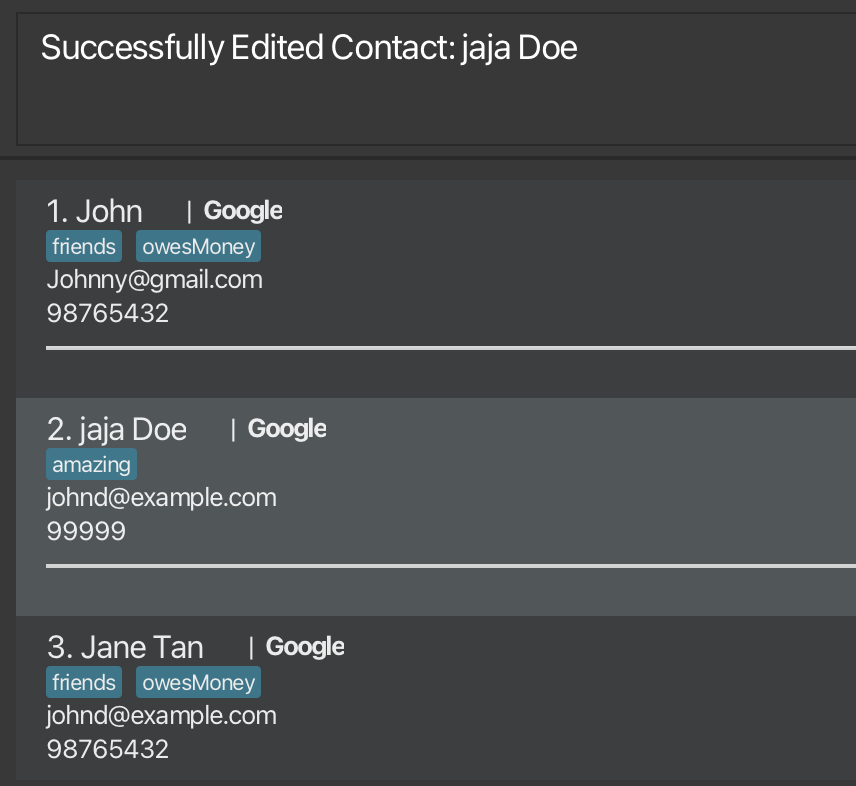 Successfully Edited Contact: jaja Doe
1. John | Google
friends owesMoney
Johnny@gmail.com
98765432
2. jaja Doe | Google
amazing
johnd@example.com
99999
3. Jane Tan | Google
friends owesMoney
johnd@example.com
98765432